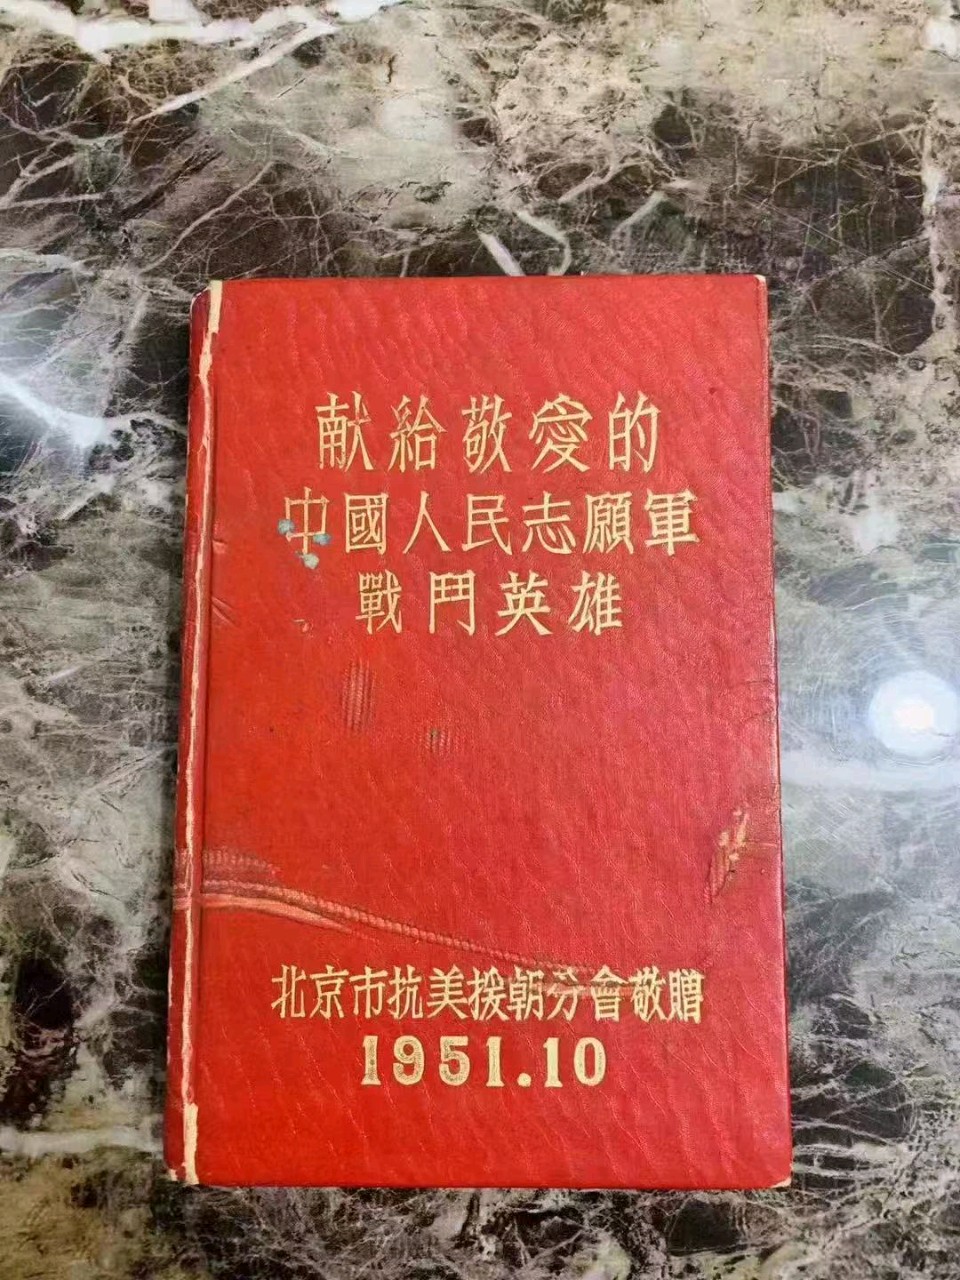 献給敬愛的
中國人民志願軍
戰鬥英雄
北京市抗美援朝分會敬贈
1951.10